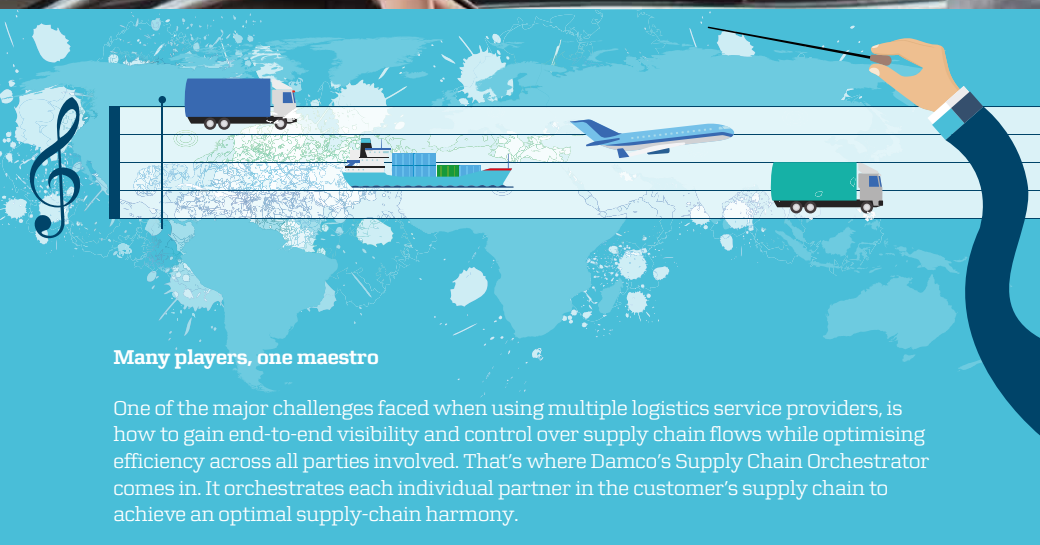 Many players, one maestro
One of the major challenges faced when using multiple logistics service providers, is
how to gain end-to-end visibility and control over supply chain flows while optimising
efficiency across all parties involved. That’s where Damco’s Supply Chain Orchestrator
comes in. It orchestrates each individual partner in the customer’s supply chain to
achieve an optimal supply-chain harmony.